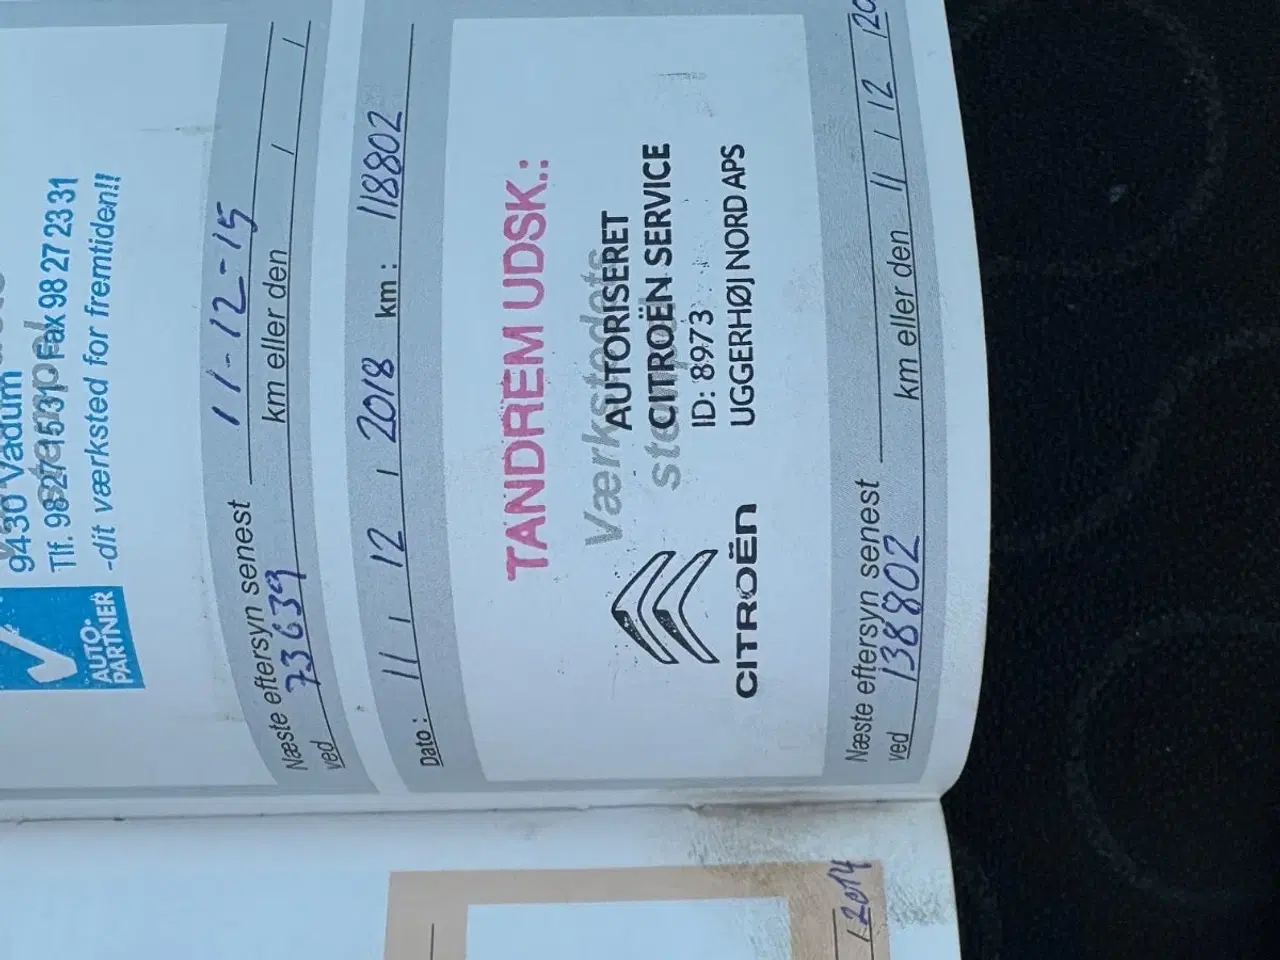 9430 Vadum
Tlf. 98 27 15 31 Fax 98 27 23 31
-dit værksted for fremtiden!!
AUTO-
PARTNER
Næste eftersyn senest 11-12-15
ved 73639 km eller den / /
Dato: 11 / 12 / 2018 km: 118802
TANDREM UDSK.:
Værkstedets
stempel
AUTORISERET
CITROËN SERVICE
ID: 8973
UGGERHØJ NORD APS
CITROËN
Næste eftersyn senest
ved 138802 km eller den 11 / 12 / 20
/ 2014